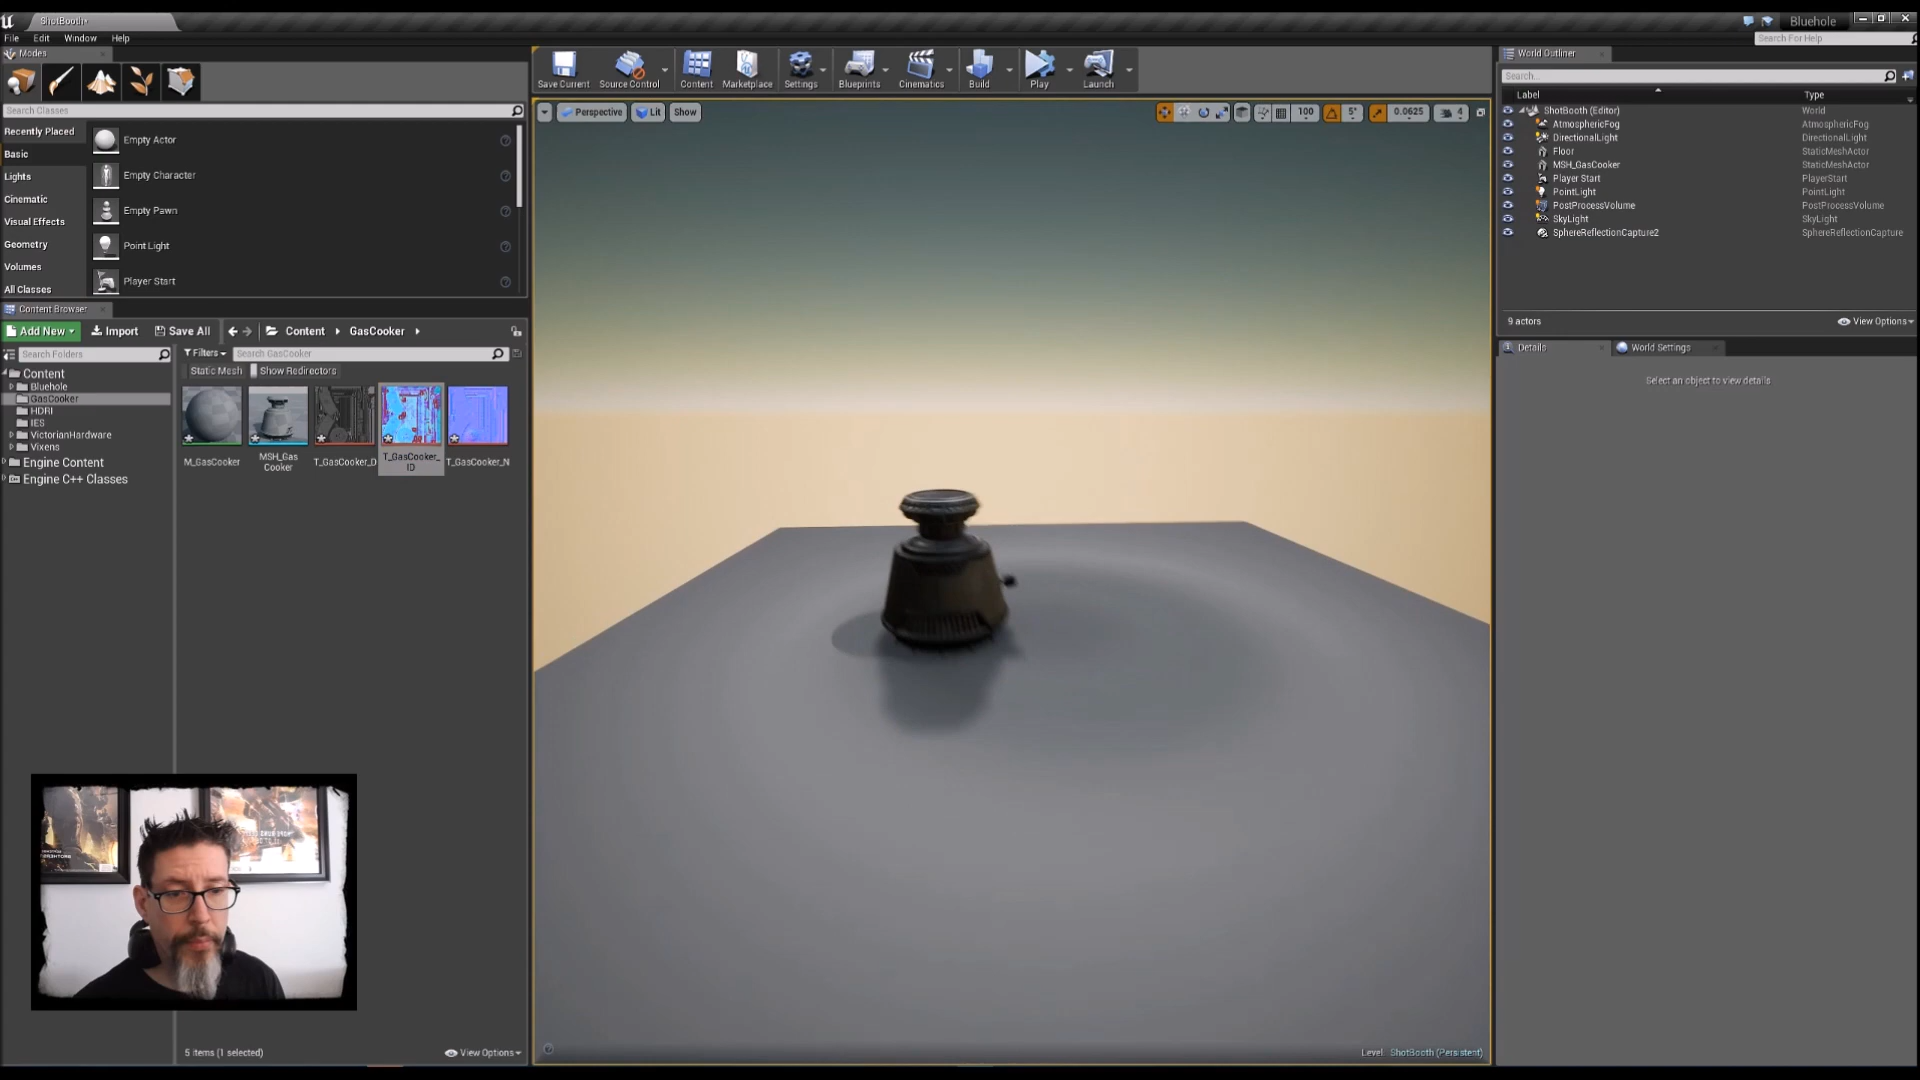 ShotBooth*
Bluehole
File Edit Window Help
Search For Help
Modes
Search Classes
Recently Placed
Basic
Lights
Cinematic
Visual Effects
Geometry
Volumes
All Classes
Empty Actor
Empty Character
Empty Pawn
Point Light
Player Start
Save Current
Source Control
Content
Marketplace
Settings
Blueprints
Cinematics
Build
Play
Launch
Perspective
Lit
Show
100
5°
0.0625
4
World Outliner
Search...
Label Type
ShotBooth (Editor) World
AtmosphericFog AtmosphericFog
DirectionalLight DirectionalLight
Floor StaticMeshActor
MSH_GasCooker StaticMeshActor
Player Start PlayerStart
PointLight PointLight
PostProcessVolume PostProcessVolume
SkyLight SkyLight
SphereReflectionCapture2 SphereReflectionCapture
9 actors View Options
Details World Settings
Select an object to view details
Content Browser
Add New Import Save All Content GasCooker
Search Folders
Filters Search GasCooker
Static Mesh Show Redirectors
Content
Bluehole
GasCooker
HDRI
IES
VictorianHardware
Vixens
Engine Content
Engine C++ Classes
M_GasCooker
MSH_Gas
Cooker
T_GasCooker_D
T_GasCooker_
ID
T_GasCooker_N
5 items (1 selected) View Options
Level: ShotBooth (Persistent)